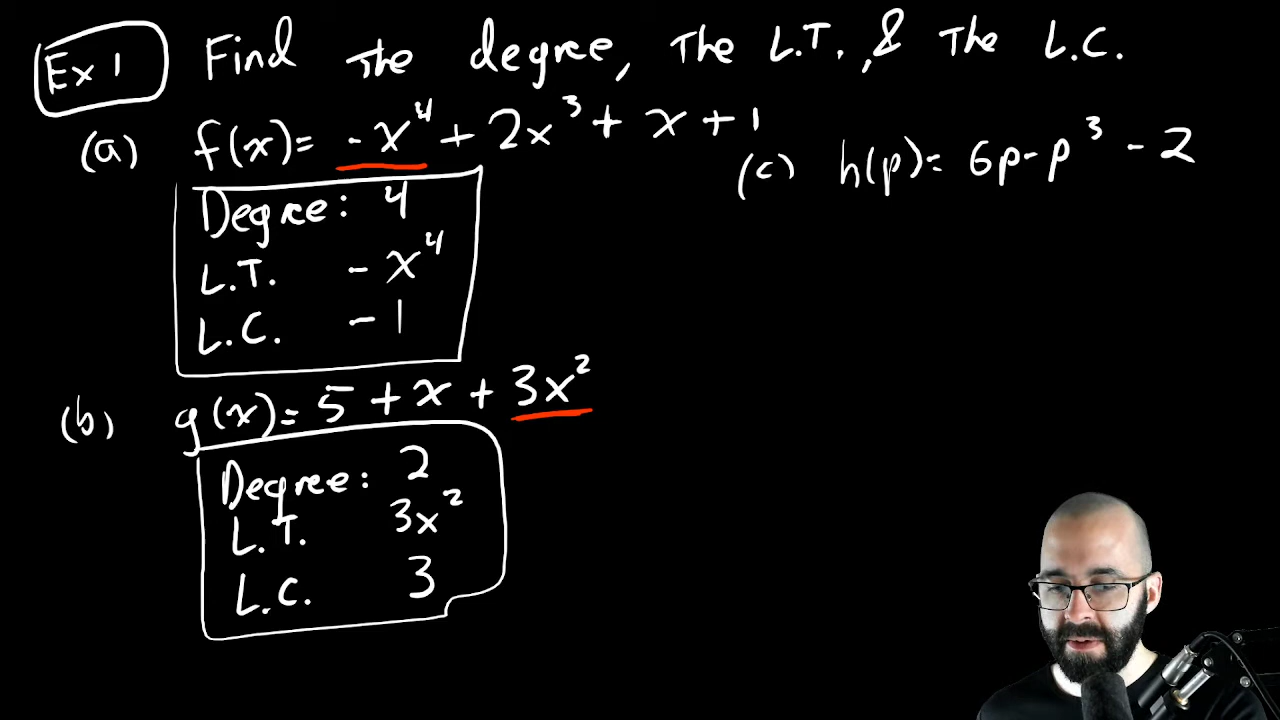 Ex 1 Find the degree, the L.T., & the L.C.
(a) f(x) = -x⁴ + 2x³ + x + 1
Degree: 4
L.T. -x⁴
L.C. -1
(b) g(x) = 5 + x + 3x²
Degree: 2
L.T. 3x²
L.C. 3
(c) h(p) = 6p - p³ - 2